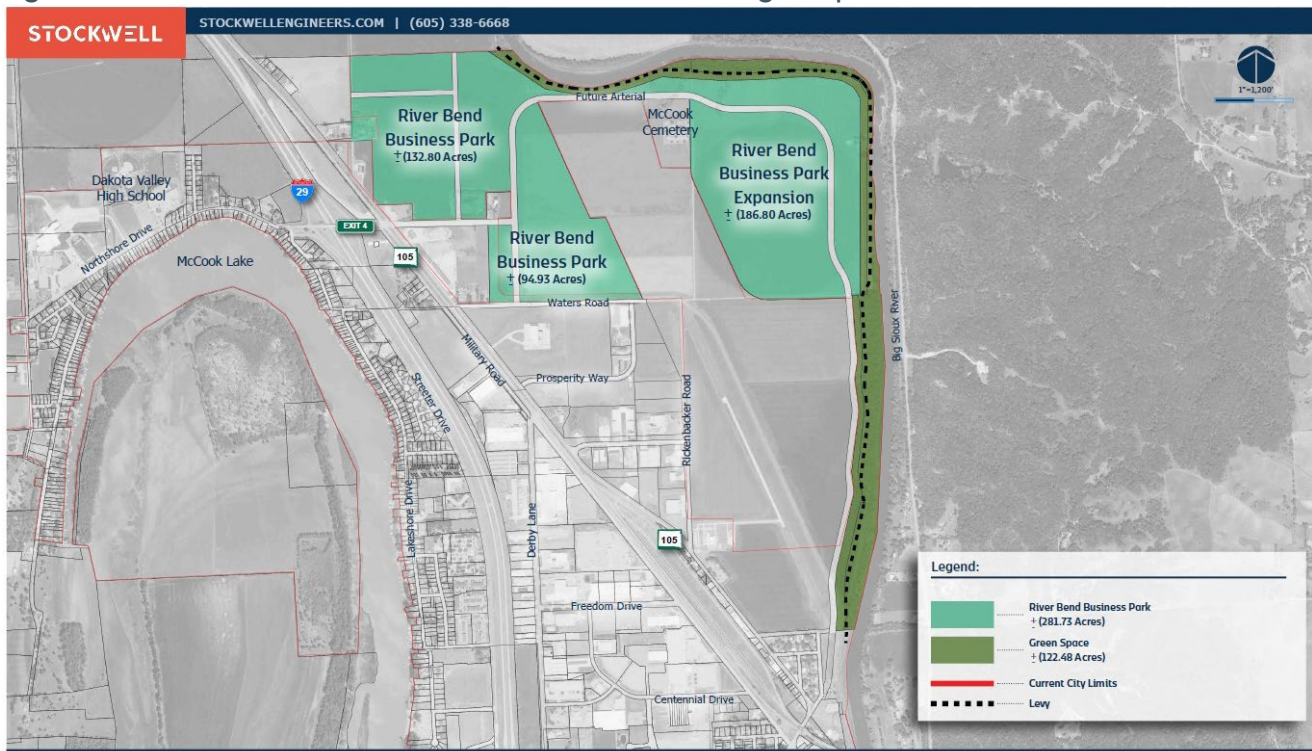 STOCKWELL
STOCKWELLENGINEERS.COM | (605) 338-6668
1"=1,200'
River Bend
Business Park
± (132.80 Acres)
Future Arterial
McCook
Cemetery
River Bend
Business Park
Expansion
± (186.80 Acres)
Dakota Valley
High School
29
EXIT 4
105
Northshore Drive
McCook Lake
River Bend
Business Park
± (94.93 Acres)
Waters Road
Big Sioux River
Military Road
Prosperity Way
Streeter Drive
Rickenbacker Road
Lakeshore Drive
Derby Lane
105
Freedom Drive
Centennial Drive
Legend:
River Bend Business Park
± (281.73 Acres)
Green Space
± (122.48 Acres)
Current City Limits
Levy